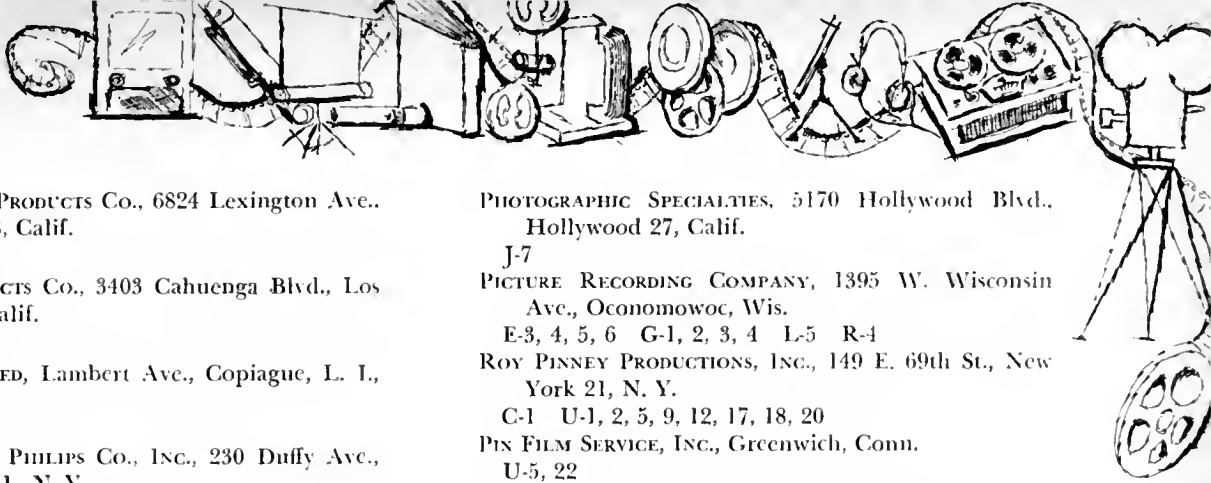 PRODUCTS CO., 6824 Lexington Ave.,
, Calif.
CTS CO., 3403 Cahuenga Blvd., Los
alif.
ED, Lambert Ave., Copiague, L. I.,
PHILIPS CO., INC., 230 Duffy Ave.,
N. Y.
PHOTOGRAPHIC SPECIALTIES, 5170 Hollywood Blvd.,
Hollywood 27, Calif.
J-7
PICTURE RECORDING COMPANY, 1395 W. Wisconsin
Ave., Oconomowoc, Wis.
E-3, 4, 5, 6 G-1, 2, 3, 4 L-5 R-4
ROY PINNEY PRODUCTIONS, INC., 149 E. 69th St., New
York 21, N. Y.
C-1 U-1, 2, 5, 9, 12, 17, 18, 20
PIX FILM SERVICE, INC., Greenwich, Conn.
U-5, 22